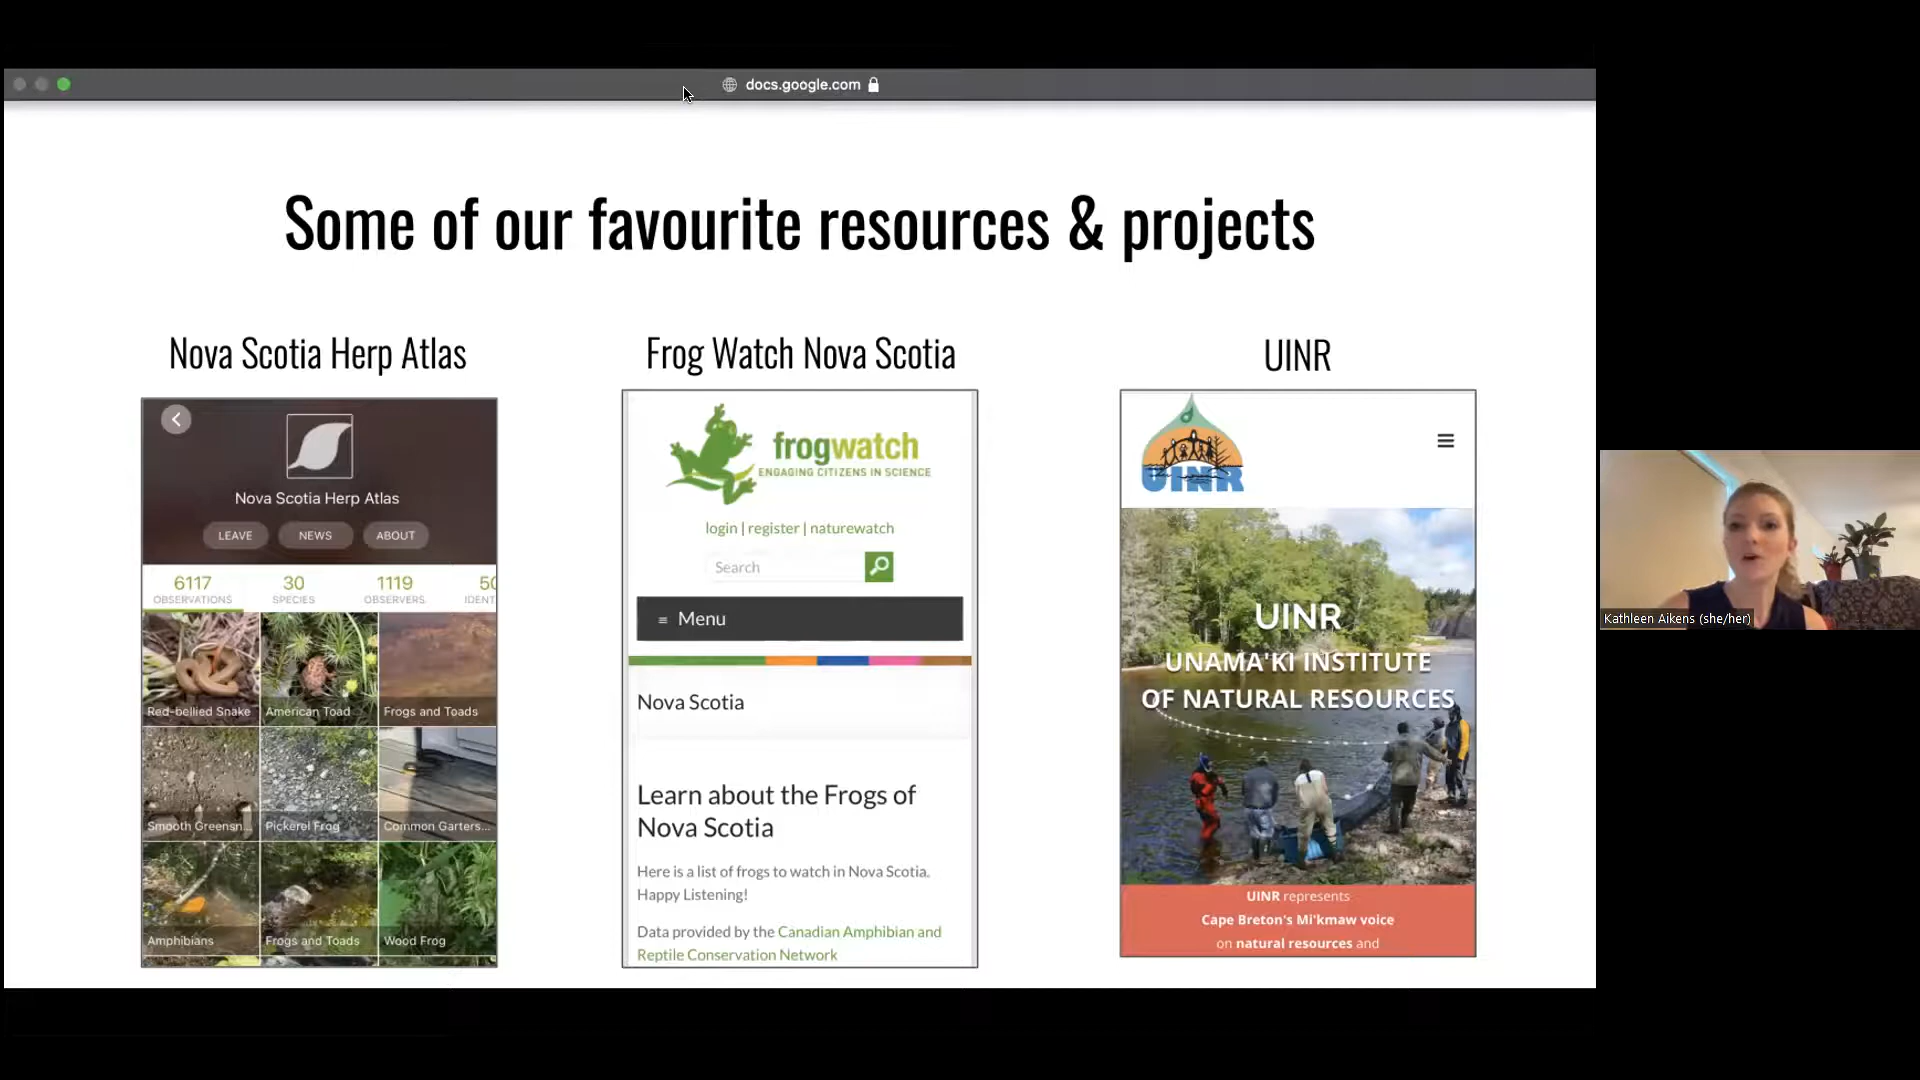 docs.google.com
Some of our favourite resources & projects
Nova Scotia Herp Atlas
Nova Scotia Herp Atlas
LEAVE NEWS ABOUT
6117 30 1119 50
OBSERVATIONS SPECIES OBSERVERS IDENT
Red-bellied Snake American Toad Frogs and Toads
Smooth Greensn... Pickerel Frog Common Garters...
Amphibians Frogs and Toads Wood Frog
Frog Watch Nova Scotia
frogwatch
ENGAGING CITIZENS IN SCIENCE
login | register | naturewatch
Search
≡ Menu
Nova Scotia
Learn about the Frogs of
Nova Scotia
Here is a list of frogs to watch in Nova Scotia.
Happy Listening!
Data provided by the Canadian Amphibian and
Reptile Conservation Network
UINR
UINR
UINR
UNAMA'KI INSTITUTE
OF NATURAL RESOURCES
UINR represents
Cape Breton's Mi'kmaw voice
on natural resources and
Kathleen Aikens (she/her)